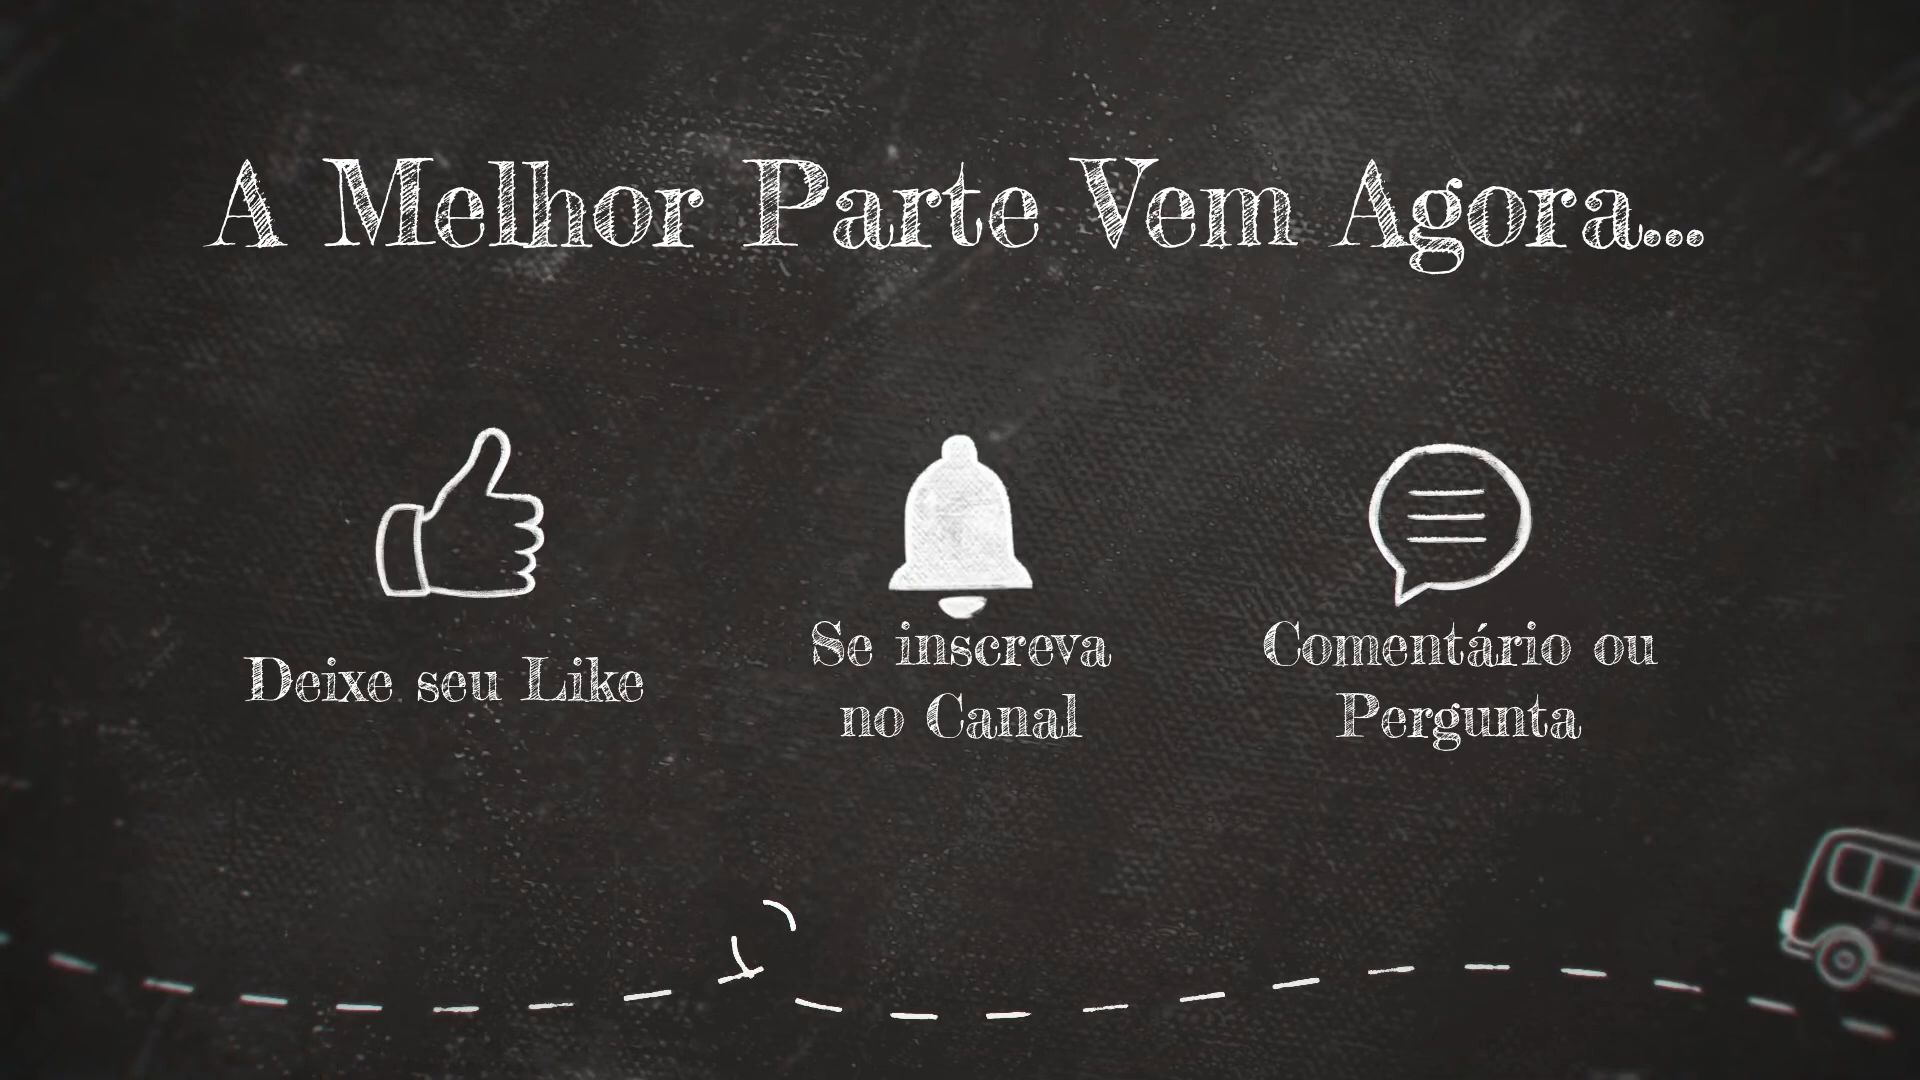 A Melhor Parte Vem Agora...
Deixe seu Like
Se inscreva
no Canal
Comentário ou
Pergunta